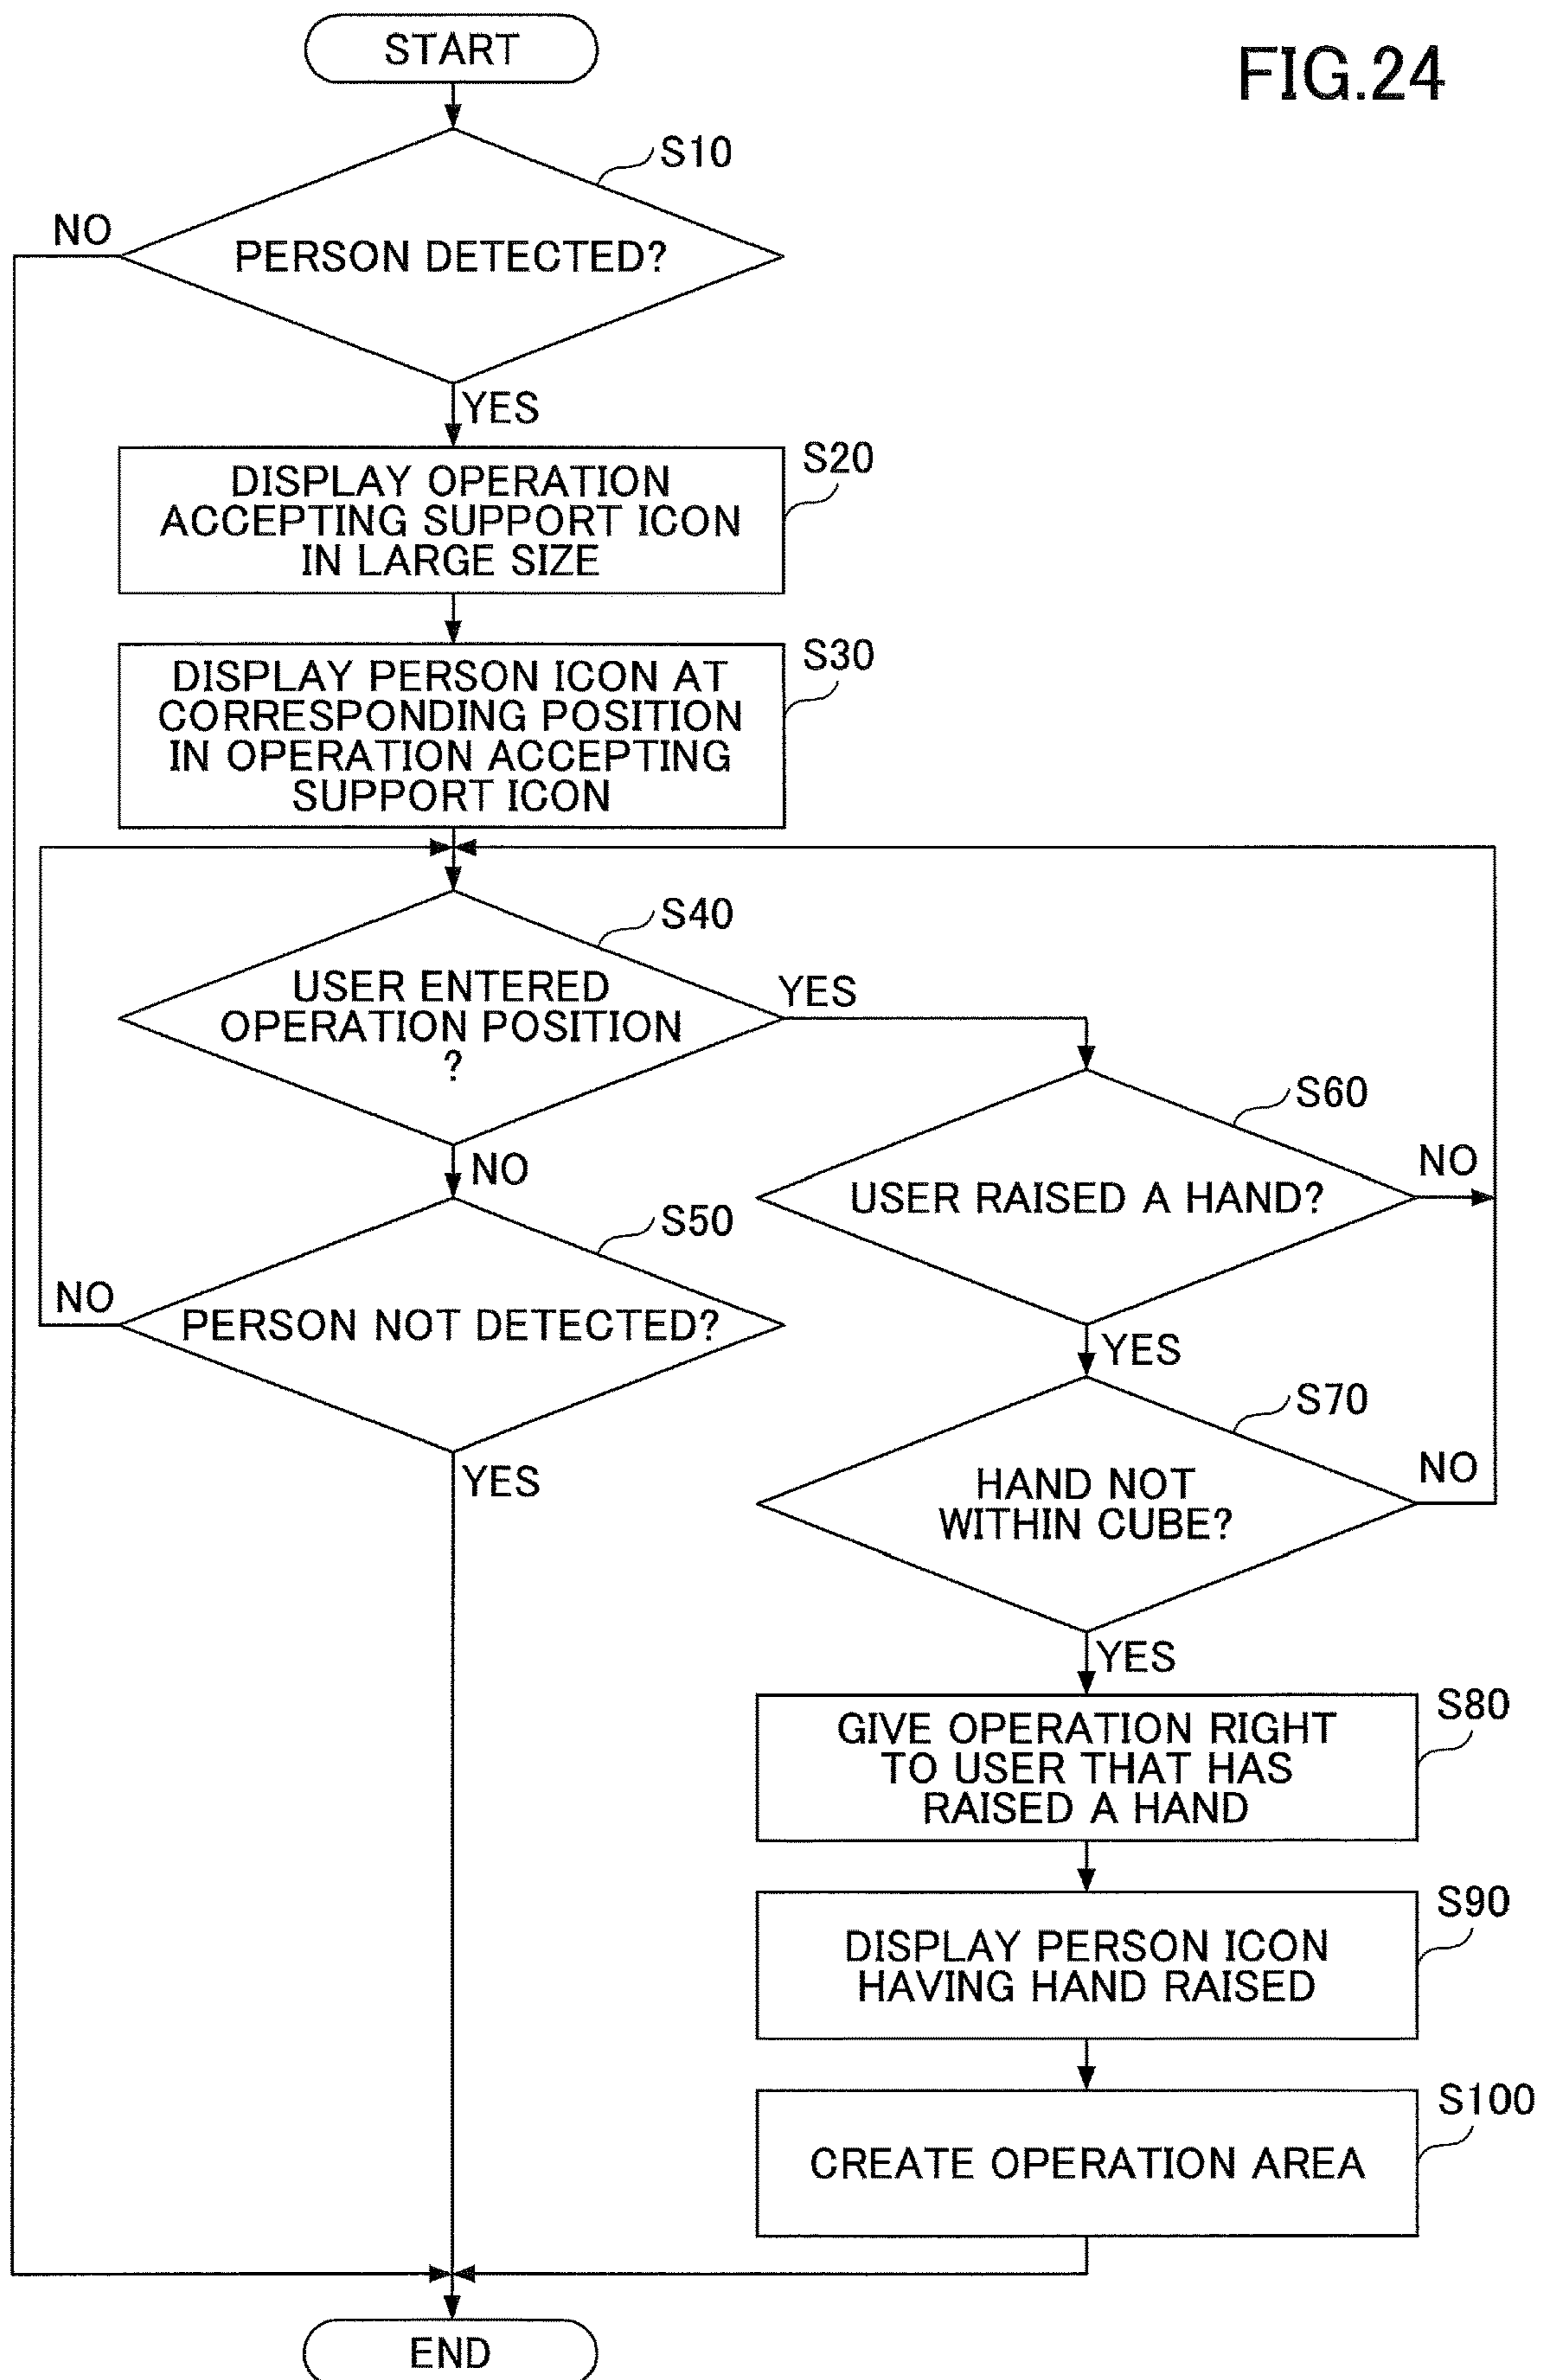 FIG.24
START
S10
NO
PERSON DETECTED?
YES
S20
DISPLAY OPERATION
ACCEPTING SUPPORT ICON
IN LARGE SIZE
S30
DISPLAY PERSON ICON AT
CORRESPONDING POSITION
IN OPERATION ACCEPTING
SUPPORT ICON
S40
USER ENTERED
OPERATION POSITION
?
YES
NO
S50
NO
PERSON NOT DETECTED?
YES
S60
NO
USER RAISED A HAND?
YES
S70
HAND NOT
WITHIN CUBE?
NO
YES
S80
GIVE OPERATION RIGHT
TO USER THAT HAS
RAISED A HAND
S90
DISPLAY PERSON ICON
HAVING HAND RAISED
S100
CREATE OPERATION AREA
END